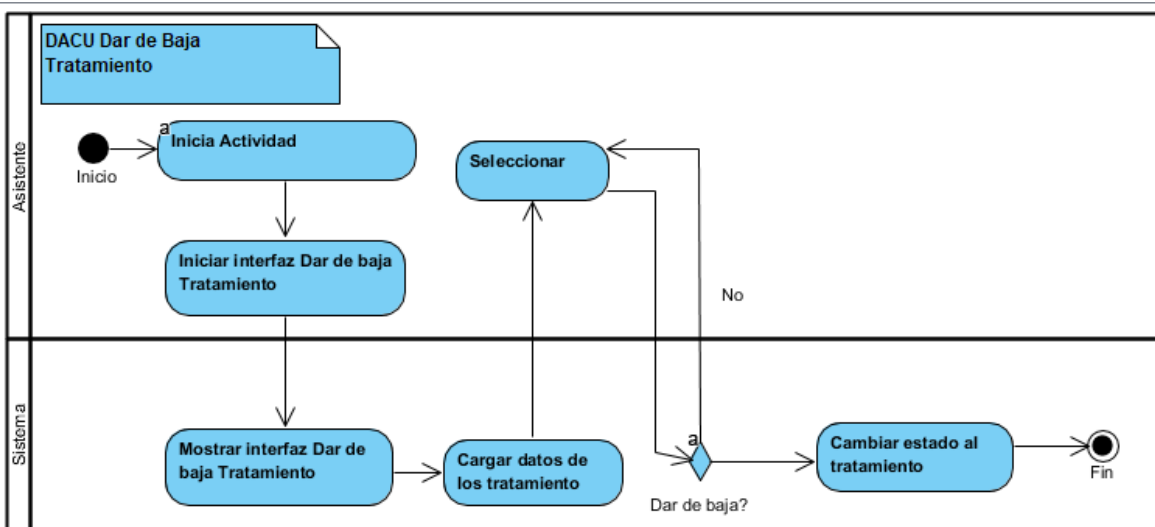 DACU Dar de Baja
Tratamiento
Asistente
a
Inicia Actividad
Inicio
Seleccionar
Iniciar interfaz Dar de baja
Tratamiento
No
Sistema
Mostrar interfaz Dar de
baja Tratamiento
Cargar datos de
los tratamiento
a
Dar de baja?
Cambiar estado al
tratamiento
Fin